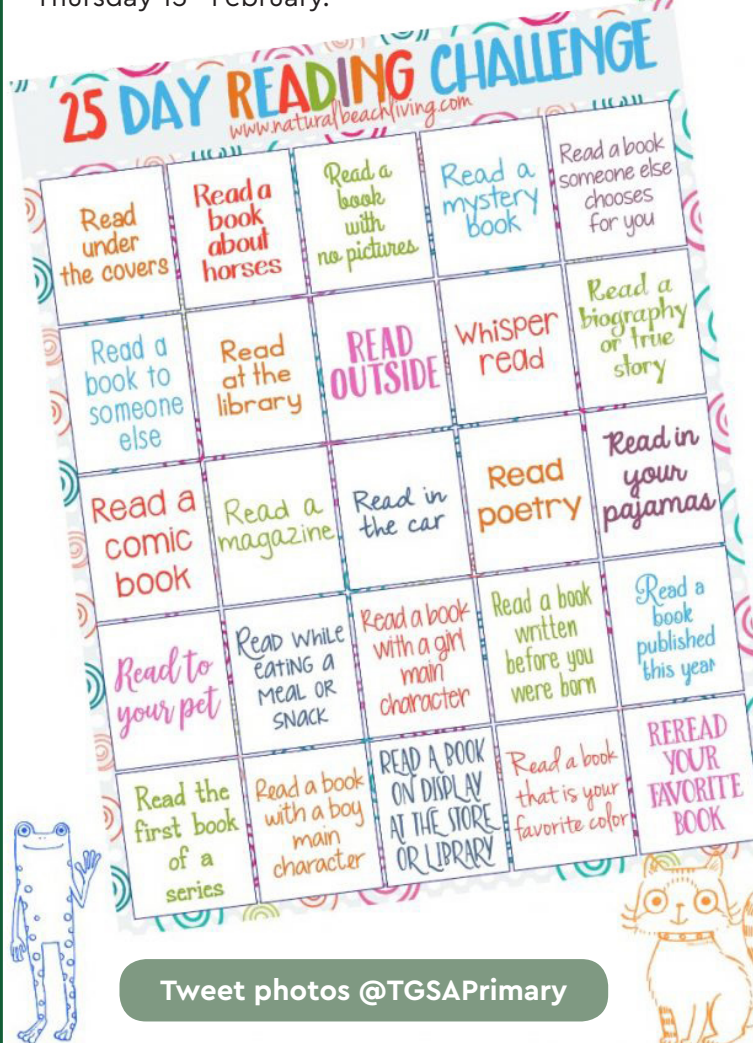 Thursday 15 February.
25 DAY READING CHALLENGE
www.naturalbeachliving.com
Read
under
the covers
Read a
book
about
horses
Read a
book
with
no pictures
Read a
mystery
book
Read a book
someone else
chooses
for you
Read a
book to
someone
else
Read
at the
library
READ
OUTSIDE
Whisper
read
Read a
biography
or true
story
Read a
comic
book
Read a
magazine
Read in
the car
Read
poetry
Read in
your
pajamas
Read to
your pet
READ WHILE
EATING A
MEAL OR
SNACK
Read a book
with a girl
main
character
Read a book
written
before you
were born
Read a
book
published
this year
Read the
first book
of a
series
Read a book
with a boy
main
character
READ A BOOK
ON DISPLAY
AT THE STORE
OR LIBRARY
Read a book
that is your
favorite color
REREAD
YOUR
FAVORITE
BOOK
Tweet photos @TGSAPrimary